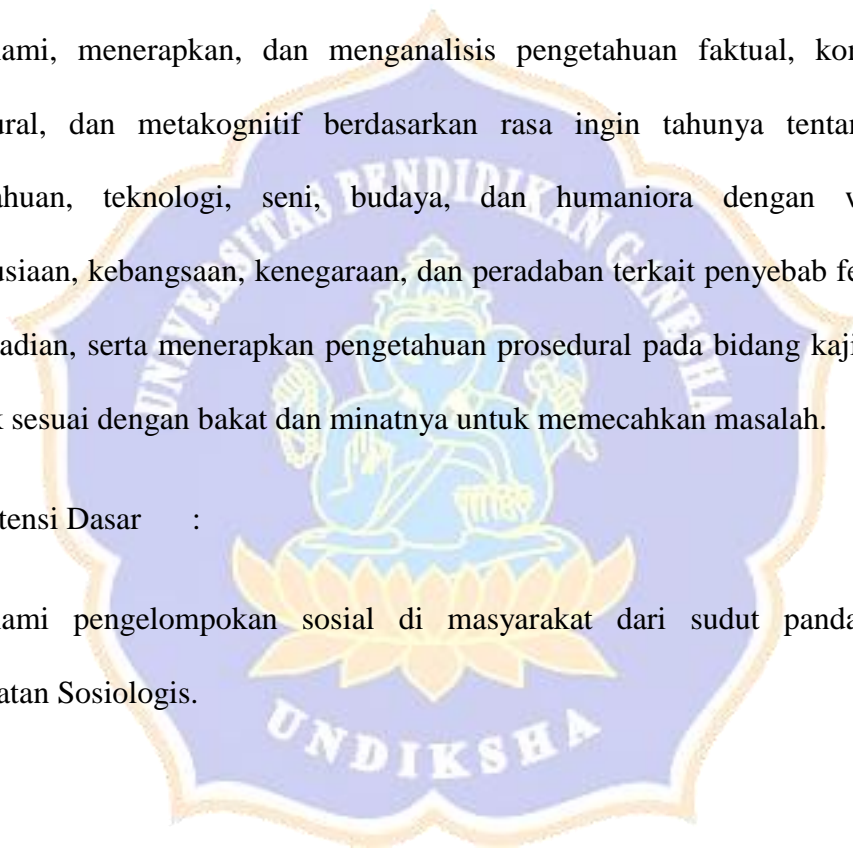 ami, menerapkan, dan menganalisis pengetahuan faktual, kon
ural, dan metakognitif berdasarkan rasa ingin tahunya tentan
ahuan, teknologi, seni, budaya, dan humaniora dengan w
usiaan, kebangsaan, kenegaraan, dan peradaban terkait penyebab fe
adian, serta menerapkan pengetahuan prosedural pada bidang kaji
k sesuai dengan bakat dan minatnya untuk memecahkan masalah.
tensi Dasar :
ami pengelompokan sosial di masyarakat dari sudut panda
atan Sosiologis.
UNIVERSITAS PENDIDIKAN GANESHA
UNDIKSHA